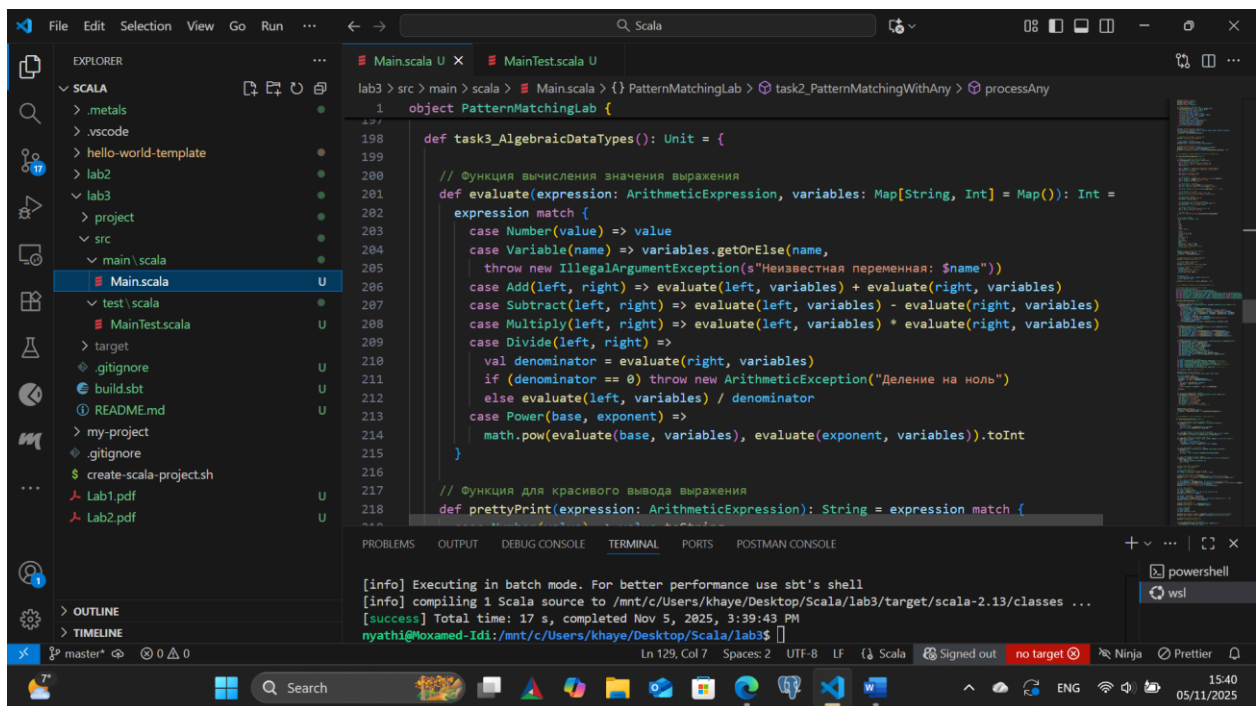 File Edit Selection View Go Run ··· Scala
EXPLORER
SCALA
.metals
.vscode
hello-world-template
lab2
lab3
project
src
main \ scala
Main.scala U
test \ scala
MainTest.scala U
target
.gitignore U
build.sbt U
README.md U
my-project
.gitignore
create-scala-project.sh
Lab1.pdf U
Lab2.pdf U
OUTLINE
TIMELINE
17
1
Main.scala U MainTest.scala U
lab3 > src > main > scala > Main.scala > {} PatternMatchingLab > task2_PatternMatchingWithAny > processAny
1 object PatternMatchingLab {
197
198 def task3_AlgebraicDataTypes(): Unit = {
199
200 // Функция вычисления значения выражения
201 def evaluate(expression: ArithmeticExpression, variables: Map[String, Int] = Map()): Int =
202 expression match {
203 case Number(value) => value
204 case Variable(name) => variables.getOrElse(name,
205 throw new IllegalArgumentException(s"Неизвестная переменная: $name"))
206 case Add(left, right) => evaluate(left, variables) + evaluate(right, variables)
207 case Subtract(left, right) => evaluate(left, variables) - evaluate(right, variables)
208 case Multiply(left, right) => evaluate(left, variables) * evaluate(right, variables)
209 case Divide(left, right) =>
210 val denominator = evaluate(right, variables)
211 if (denominator == 0) throw new ArithmeticException("Деление на ноль")
212 else evaluate(left, variables) / denominator
213 case Power(base, exponent) =>
214 math.pow(evaluate(base, variables), evaluate(exponent, variables)).toInt
215 }
216
217 // Функция для красивого вывода выражения
218 def prettyPrint(expression: ArithmeticExpression): String = expression match {
PROBLEMS OUTPUT DEBUG CONSOLE TERMINAL PORTS POSTMAN CONSOLE
[info] Executing in batch mode. For better performance use sbt's shell
[info] compiling 1 Scala source to /mnt/c/Users/khaye/Desktop/Scala/lab3/target/scala-2.13/classes ...
[success] Total time: 17 s, completed Nov 5, 2025, 3:39:43 PM
nyathi@Moxamed-Idi:/mnt/c/Users/khaye/Desktop/Scala/lab3$
powershell
wsl
master* 0 0 Ln 129, Col 7 Spaces: 2 UTF-8 LF Scala Signed out no target Ninja Prettier
7° Search ENG 15:40
05/11/2025